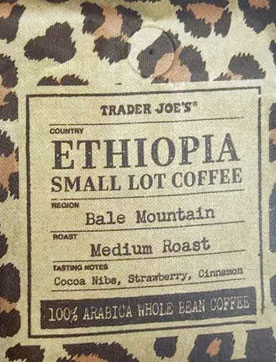 TRADER JOE'S®
COUNTRY
ETHIOPIA
SMALL LOT COFFEE
REGION
Bale Mountain
ROAST
Medium Roast
TASTING NOTES
Cocoa Nibs, Strawberry, Cinnamon
100% ARABICA WHOLE BEAN COFFEE